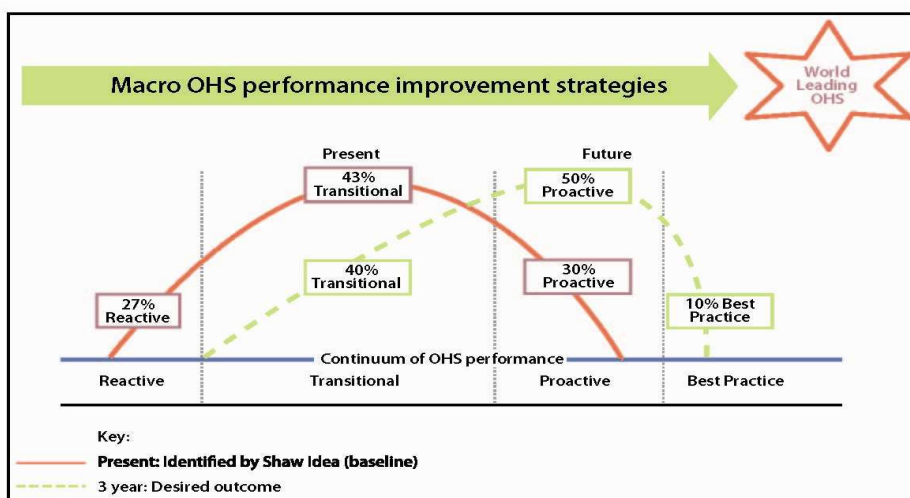 Macro OHS performance improvement strategies
World
Leading
OHS
Present
Future
43%
Transitional
50%
Proactive
40%
Transitional
30%
Proactive
27%
Reactive
10% Best
Practice
Continuum of OHS performance
Reactive
Transitional
Proactive
Best Practice
Key:
Present: Identified by Shaw Idea (baseline)
3 year: Desired outcome